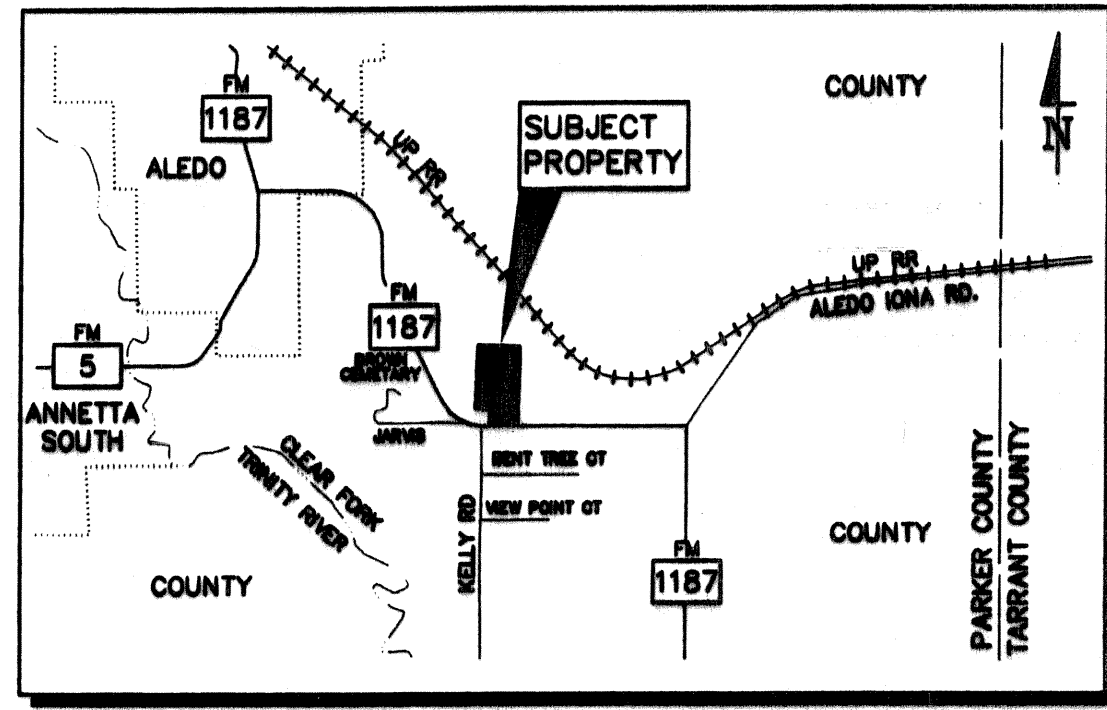 COUNTY
FM
1187
SUBJECT
PROPERTY
N
UP RR
ALEDO
UP RR
ALEDO IONA RD.
FM
1187
BROWN
CEMETARY
FM
5
ANNETTA
SOUTH
JARVIS
CLEAR FORK
TRINITY RIVER
BENT TREE CT
VIEW POINT CT
KELLY RD
COUNTY
FM
1187
COUNTY
PARKER COUNTY
TARRANT COUNTY